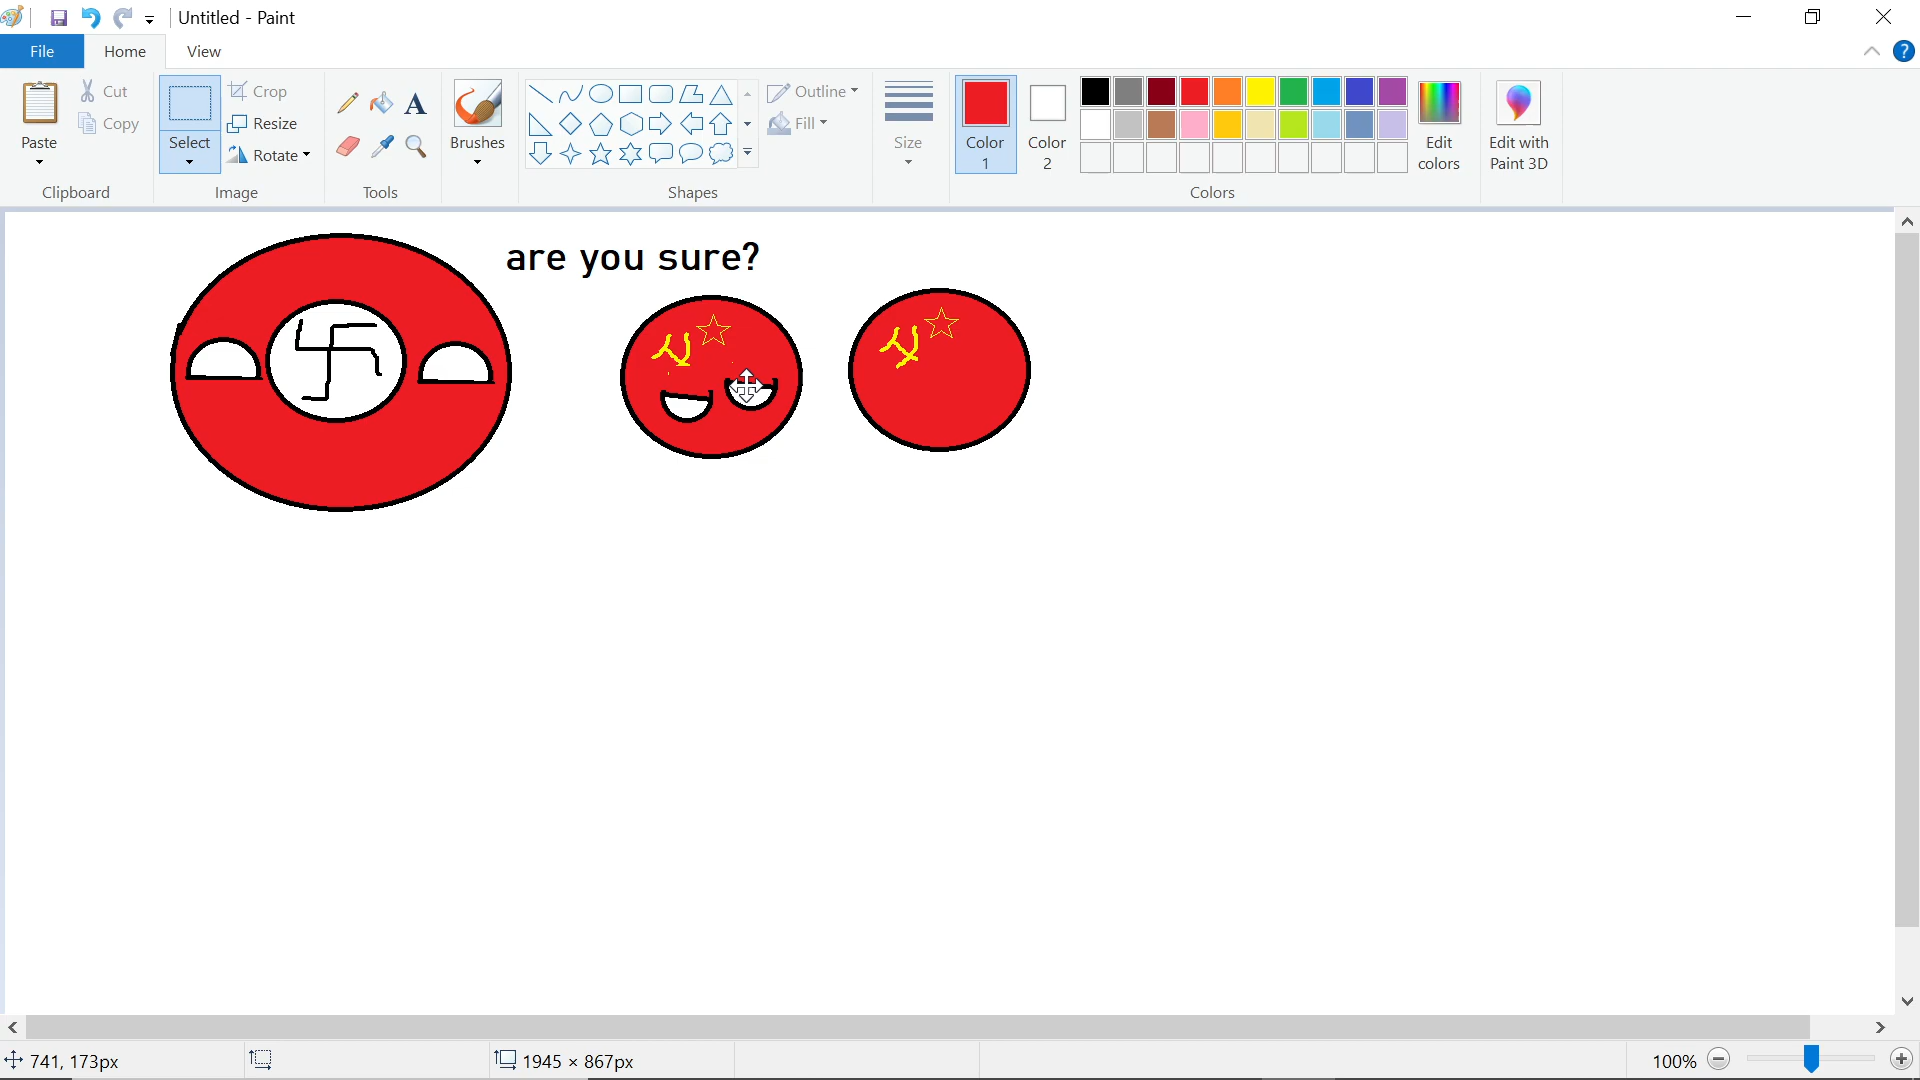 Untitled - Paint
File
Home
View
Paste
Cut
Copy
Clipboard
Select
Crop
Resize
Rotate
Image
A
Tools
Brushes
Shapes
Outline
Fill
Size
Color 1
Color 2
Edit colors
Colors
Edit with Paint 3D
?
are you sure?
741, 173px
1945 × 867px
100%